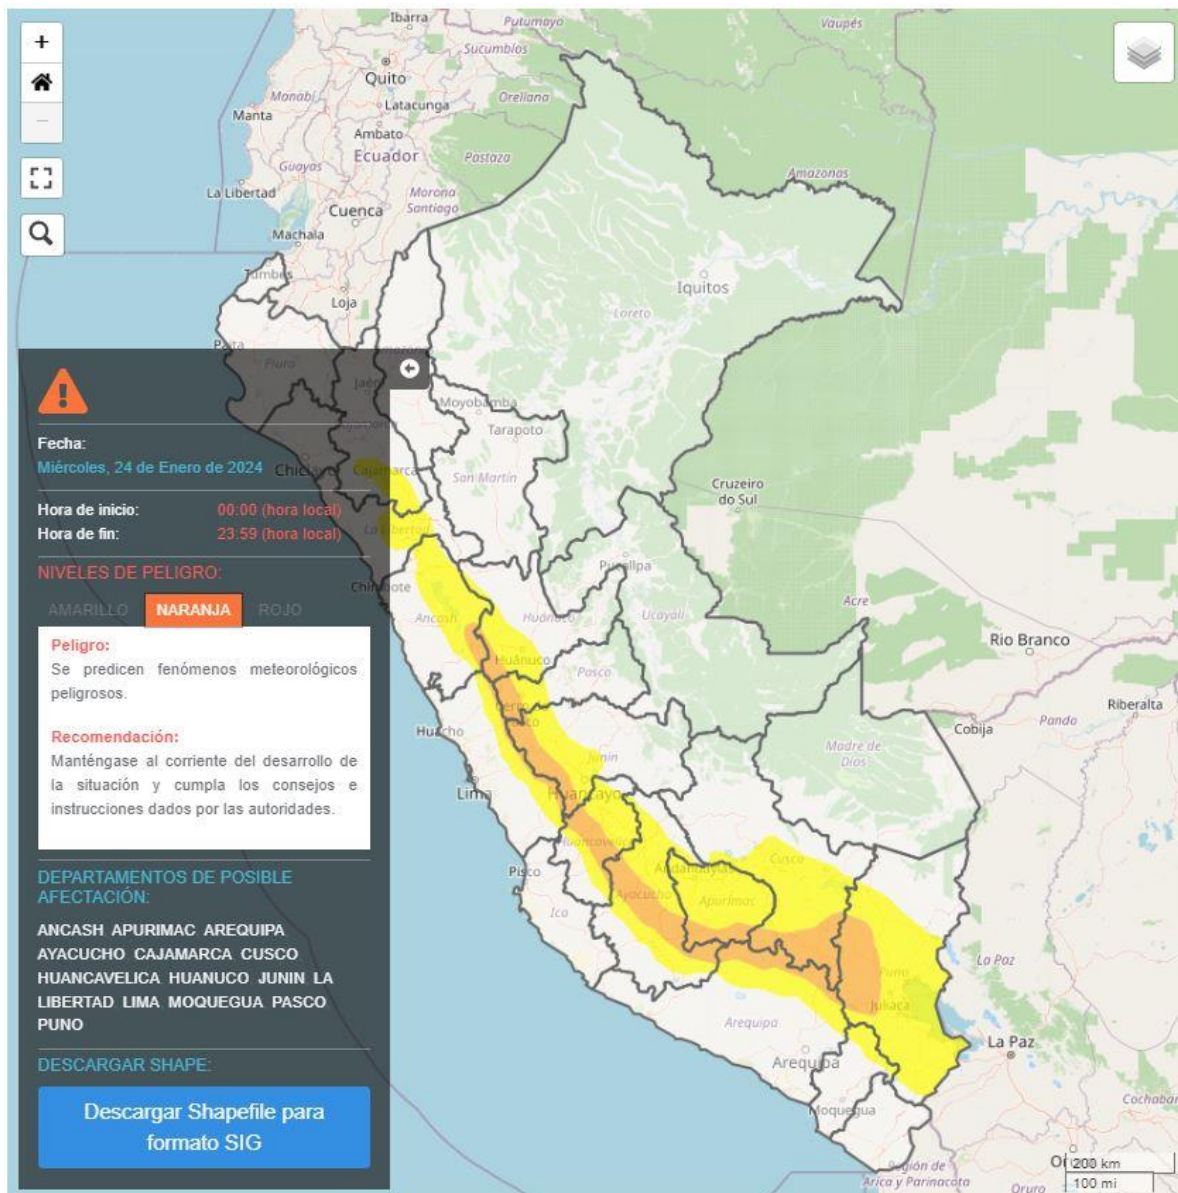 +
−
Ibarra
Putumayo
Vaupés
Sucumbíos
Quito
Orellana
Manabí
Latacunga
Manta
Ambato
Ecuador
Pastaza
Guayas
Morona
Santiago
Amazonas
La Libertad
Cuenca
Machala
Tumbes
Loja
Iquitos
Loreto
Paita
Piura
Jaén
Moyobamba
Tarapoto
San Martín
Chiclayo
Cajamarca
Cruzeiro
do Sul
La Libertad
Chimbote
Pucallpa
Ancash
Huánuco
Ucayali
Acre
Rio Branco
Huánuco
Pasco
Riberalta
Huacho
Cobija
Pando
Junín
Madre de
Dios
Lima
Huancayo
Huancavelica
Cusco
Pisco
Andahuaylas
Ayacucho
Apurímac
Ica
Puno
La Paz
Juliaca
Arequipa
La Paz
Arequipa
Moquegua
Cochabam
Región de
Arica y Parinacota
Oruro
200 km
100 mi
Fecha:
Miércoles, 24 de Enero de 2024
Hora de inicio: 00:00 (hora local)
Hora de fin: 23:59 (hora local)
NIVELES DE PELIGRO:
AMARILLO NARANJA ROJO
Peligro:
Se predicen fenómenos meteorológicos
peligrosos.
Recomendación:
Manténgase al corriente del desarrollo de
la situación y cumpla los consejos e
instrucciones dados por las autoridades.
DEPARTAMENTOS DE POSIBLE
AFECTACIÓN:
ANCASH APURIMAC AREQUIPA
AYACUCHO CAJAMARCA CUSCO
HUANCAVELICA HUANUCO JUNIN LA
LIBERTAD LIMA MOQUEGUA PASCO
PUNO
DESCARGAR SHAPE:
Descargar Shapefile para
formato SIG